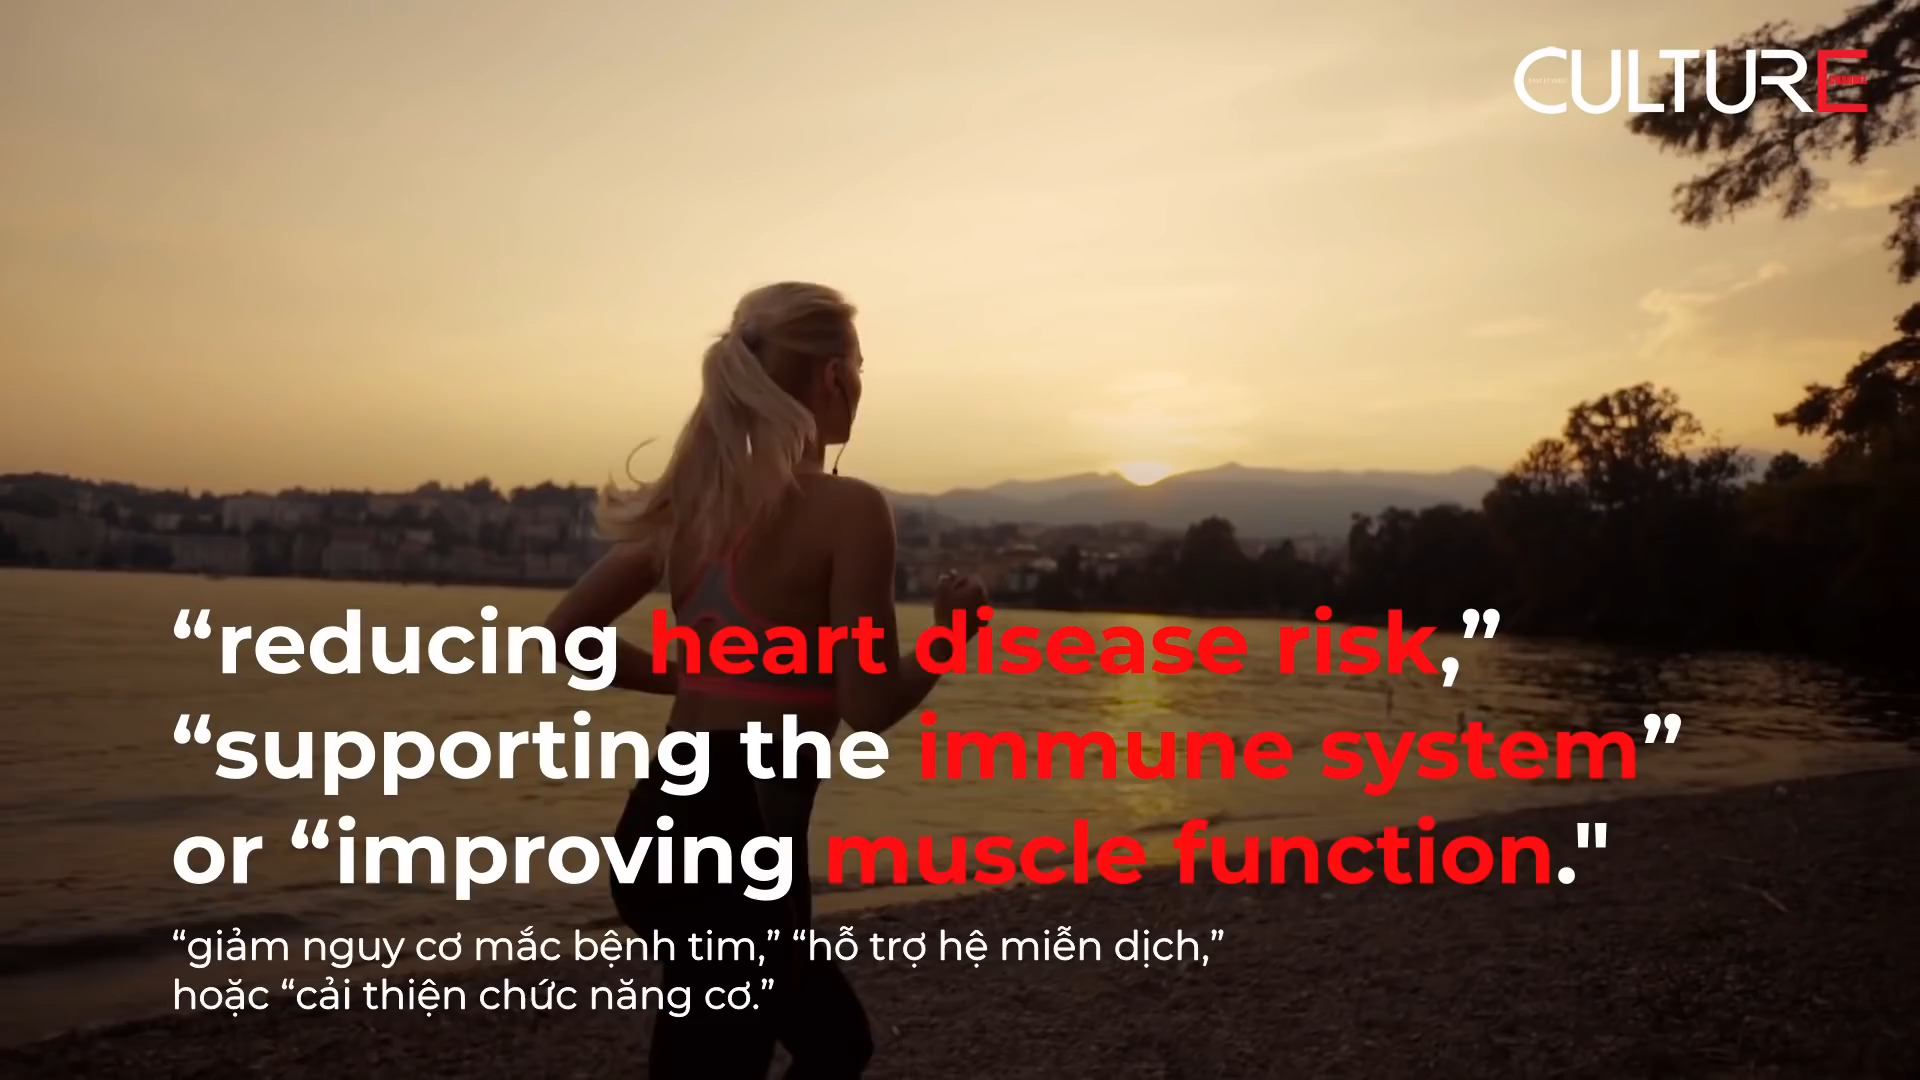 CULTURE
“reducing heart disease risk,”
“supporting the immune system”
or “improving muscle function."
“giảm nguy cơ mắc bệnh tim,” “hỗ trợ hệ miễn dịch,”
hoặc “cải thiện chức năng cơ.”